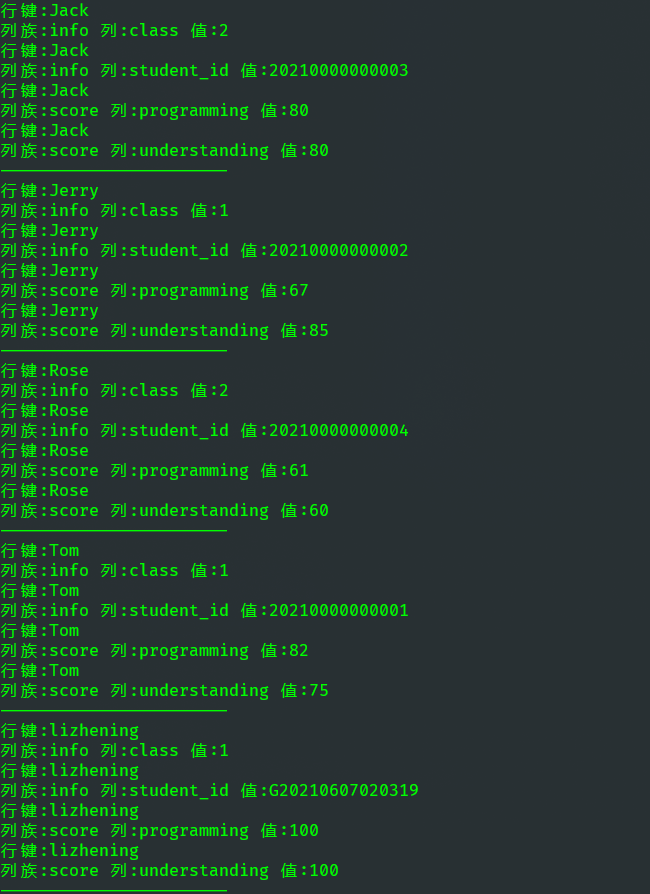 行键:Jack
列族:info 列:class 值:2
行键:Jack
列族:info 列:student_id 值:20210000000003
行键:Jack
列族:score 列:programming 值:80
行键:Jack
列族:score 列:understanding 值:80
———————————————————————
行键:Jerry
列族:info 列:class 值:1
行键:Jerry
列族:info 列:student_id 值:20210000000002
行键:Jerry
列族:score 列:programming 值:67
行键:Jerry
列族:score 列:understanding 值:85
———————————————————————
行键:Rose
列族:info 列:class 值:2
行键:Rose
列族:info 列:student_id 值:20210000000004
行键:Rose
列族:score 列:programming 值:61
行键:Rose
列族:score 列:understanding 值:60
———————————————————————
行键:Tom
列族:info 列:class 值:1
行键:Tom
列族:info 列:student_id 值:20210000000001
行键:Tom
列族:score 列:programming 值:82
行键:Tom
列族:score 列:understanding 值:75
———————————————————————
行键:lizhening
列族:info 列:class 值:1
行键:lizhening
列族:info 列:student_id 值:G20210607020319
行键:lizhening
列族:score 列:programming 值:100
行键:lizhening
列族:score 列:understanding 值:100
———————————————————————